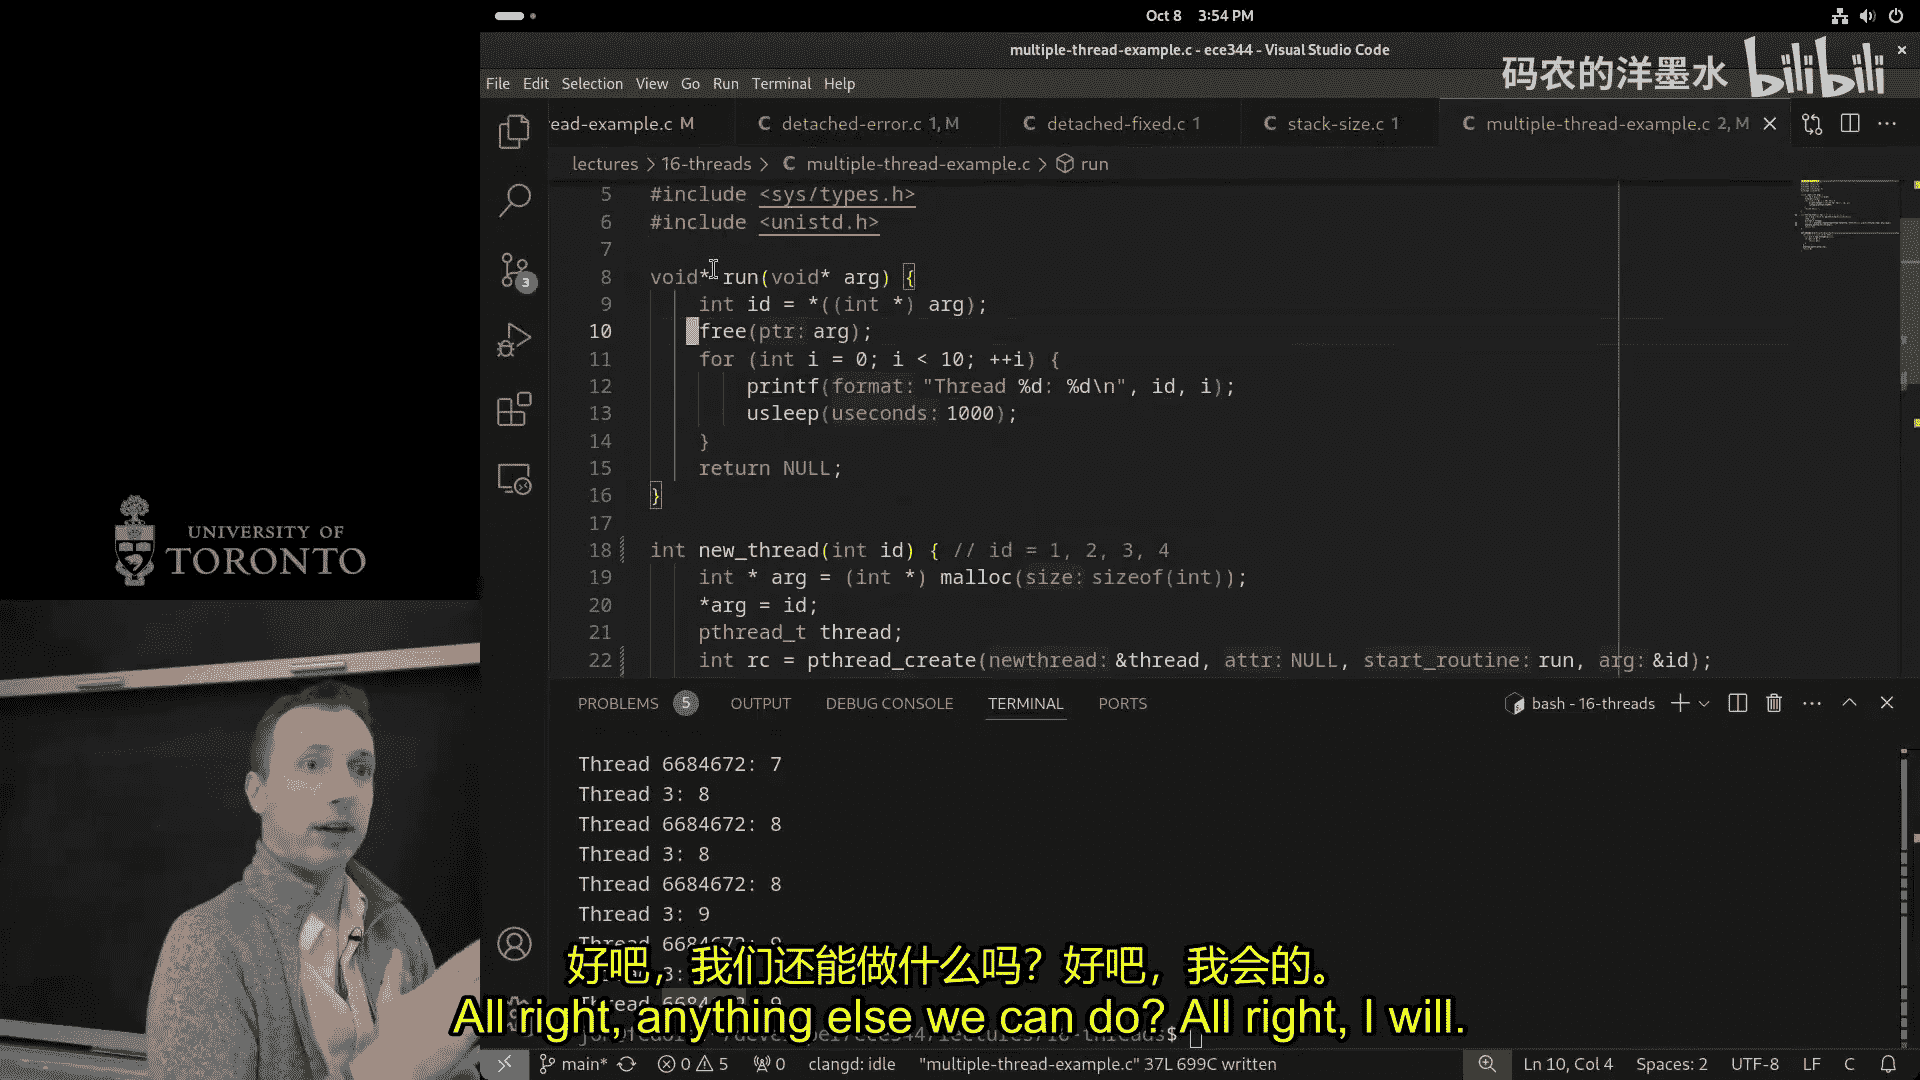 Oct 8 3:54 PM
multiple-thread-example.c - ece344 - Visual Studio Code
码农的洋墨水 bilibili
File Edit Selection View Go Run Terminal Help
ead-example.c M
C detached-error.c 1, M
C detached-fixed.c 1
C stack-size.c 1
C multiple-thread-example.c 2, M
lectures > 16-threads > C multiple-thread-example.c > run
5 #include <sys/types.h>
6 #include <unistd.h>
7
8 void* run(void* arg) {
9 int id = *((int *) arg);
10 free(ptr: arg);
11 for (int i = 0; i < 10; ++i) {
12 printf(format: "Thread %d: %d\n", id, i);
13 usleep(useconds: 1000);
14 }
15 return NULL;
16 }
17
18 int new_thread(int id) { // id = 1, 2, 3, 4
19 int * arg = (int *) malloc(size: sizeof(int));
20 *arg = id;
21 pthread_t thread;
22 int rc = pthread_create(newthread: &thread, attr: NULL, start_routine: run, arg: &id);
3
PROBLEMS 5 OUTPUT DEBUG CONSOLE TERMINAL PORTS
bash - 16-threads
Thread 6684672: 7
Thread 3: 8
Thread 6684672: 8
Thread 3: 8
Thread 6684672: 8
Thread 3: 9
UNIVERSITY OF
TORONTO
好吧，我们还能做什么吗？好吧，我会的。
All right, anything else we can do? All right, I will.
main* 0 5 0 clangd: idle "multiple-thread-example.c" 37L 699C written
Ln 10, Col 4 Spaces: 2 UTF-8 LF C